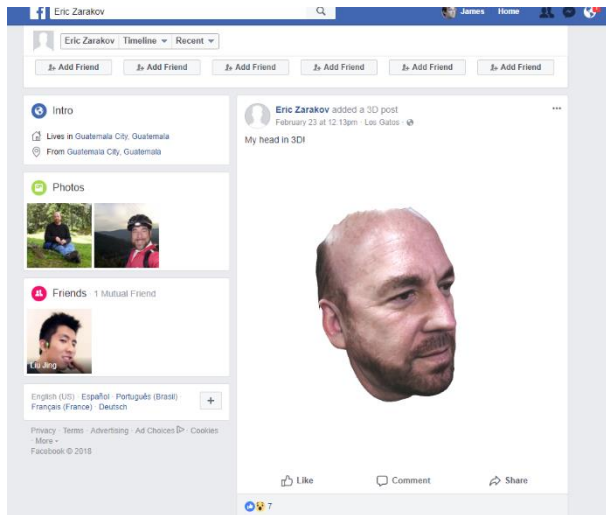 Eric Zarakov
James Home
Eric Zarakov Timeline Recent
Add Friend Add Friend Add Friend Add Friend Add Friend Add Friend
Intro
Lives in Guatemala City, Guatemala
From Guatemala City, Guatemala
Photos
Friends · 1 Mutual Friend
Liu Jing
English (US) · Español · Português (Brasil) ·
Français (France) · Deutsch
+
Privacy · Terms · Advertising · Ad Choices · Cookies
· More
Facebook © 2018
Eric Zarakov added a 3D post
February 23 at 12:13pm · Los Gatos ·
My head in 3D!
Like Comment Share
7